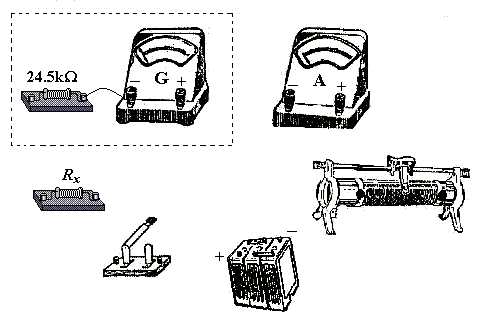 24.5kΩ
− G +
− A +
Rx
+ −